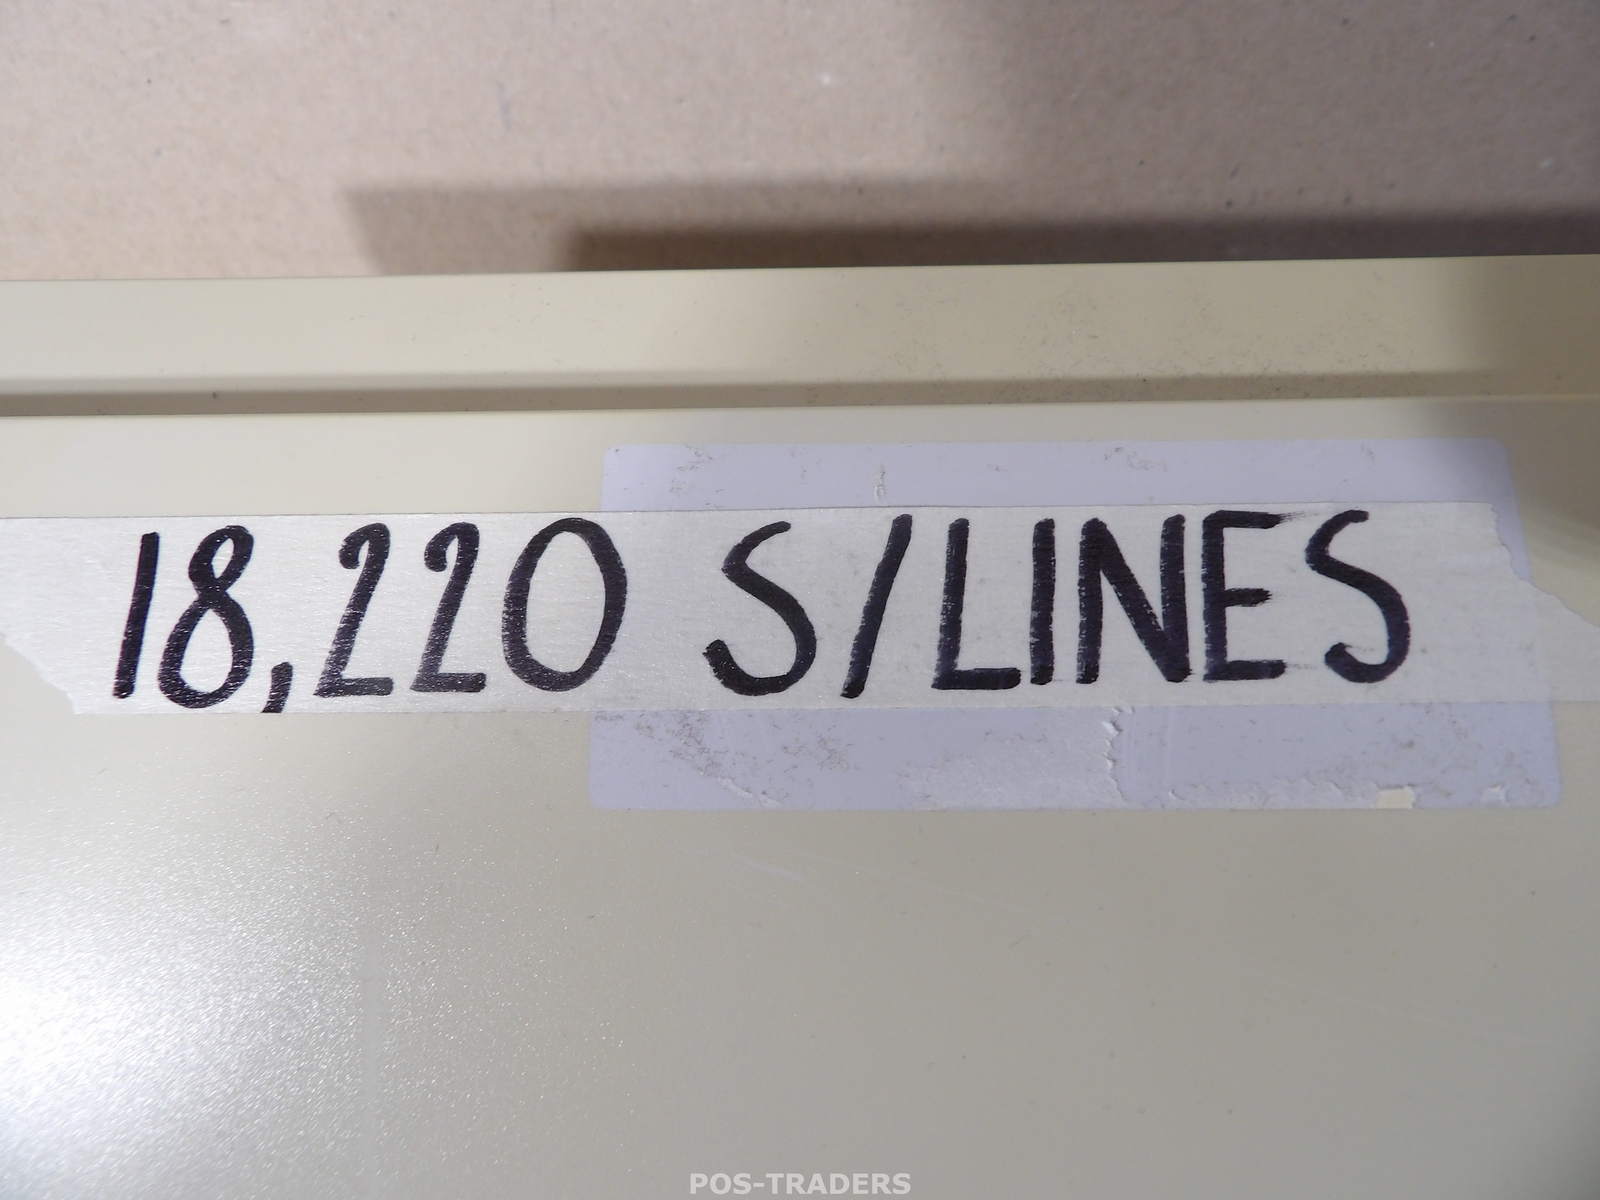 18,220 S/LINES
POS-TRADERS